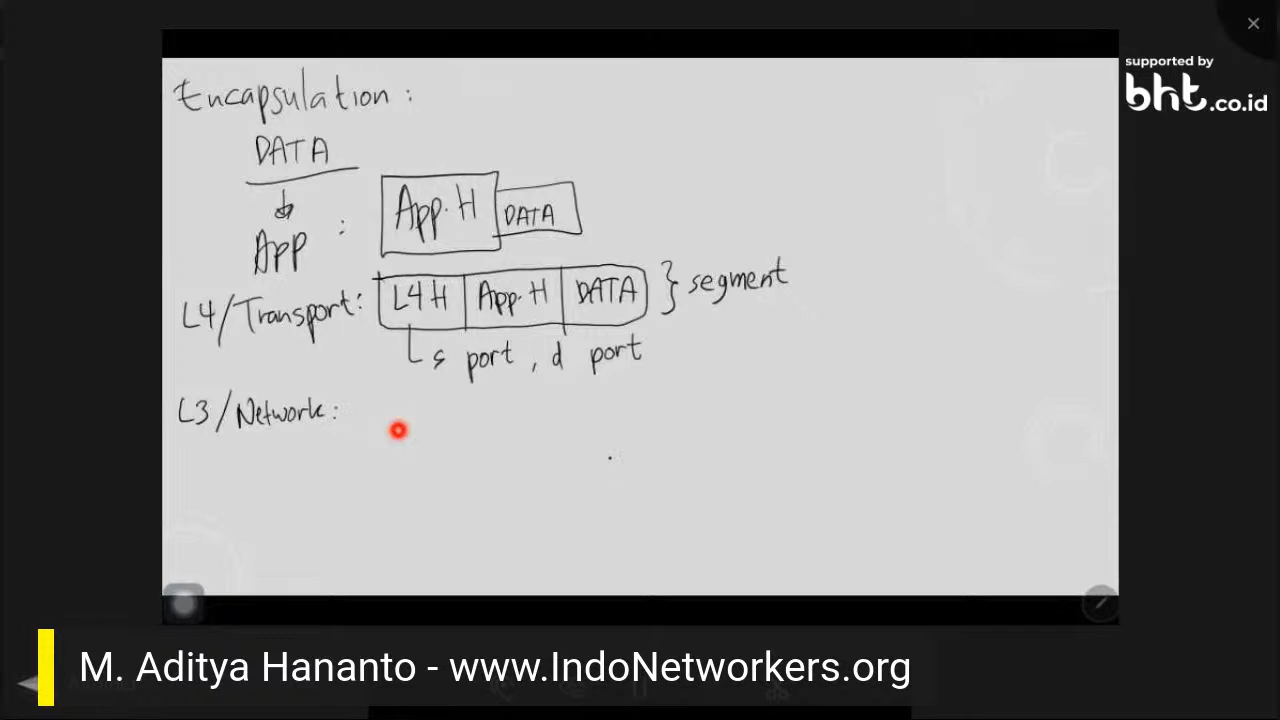 supported by
bht.co.id
Encapsulation :
DATA
APP : App. H DATA
L4/Transport: L4 H App. H DATA } segment
s port , d port
L3/Network:
M. Aditya Hananto - www.IndoNetworkers.org